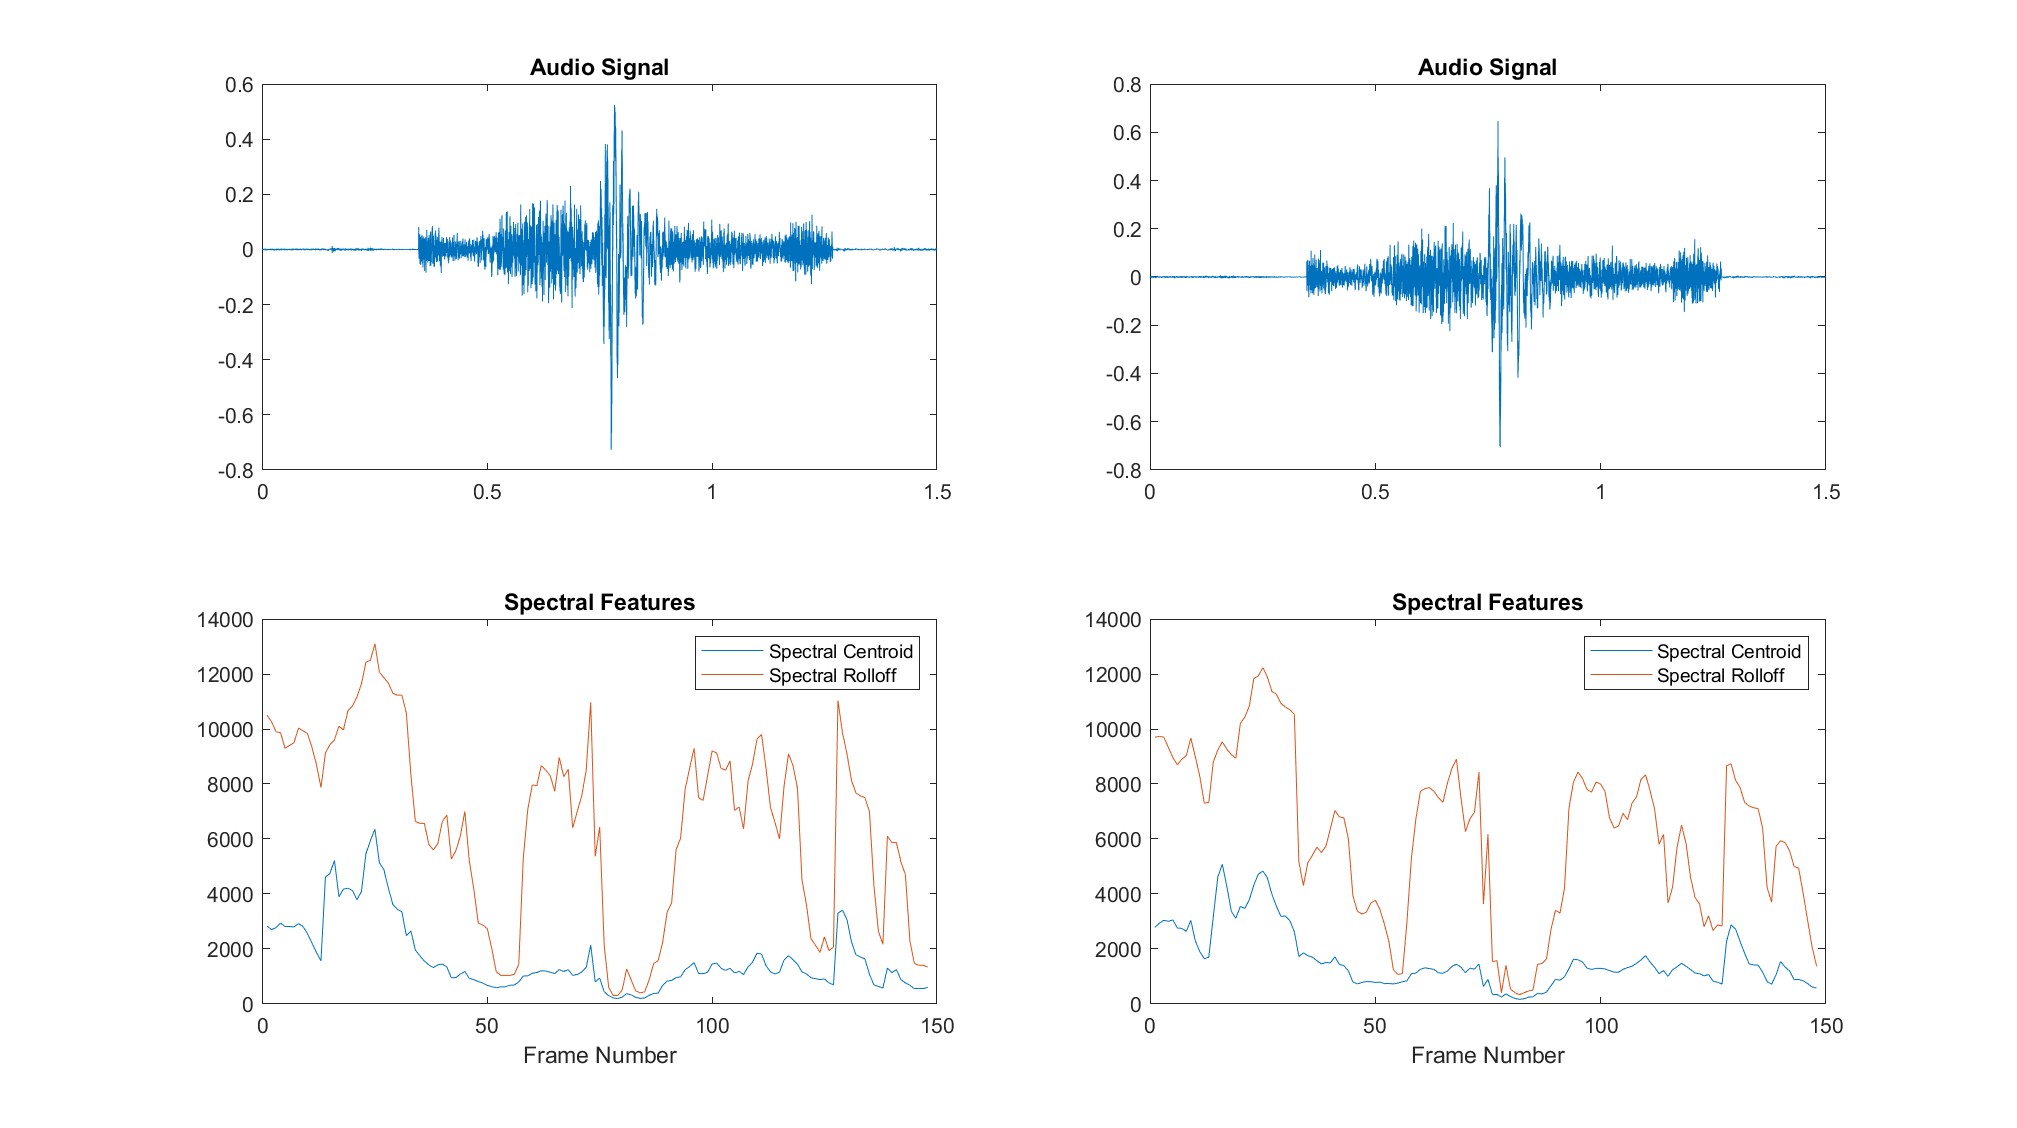 Audio Signal
0.6
0.4
0.2
0
-0.2
-0.4
-0.6
-0.8
0 0.5 1 1.5
Audio Signal
0.8
0.6
0.4
0.2
0
-0.2
-0.4
-0.6
-0.8
0 0.5 1 1.5
Spectral Features
14000
12000
10000
8000
6000
4000
2000
0
Spectral Centroid
Spectral Rolloff
0 50 100 150
Frame Number
Spectral Features
14000
12000
10000
8000
6000
4000
2000
0
Spectral Centroid
Spectral Rolloff
0 50 100 150
Frame Number